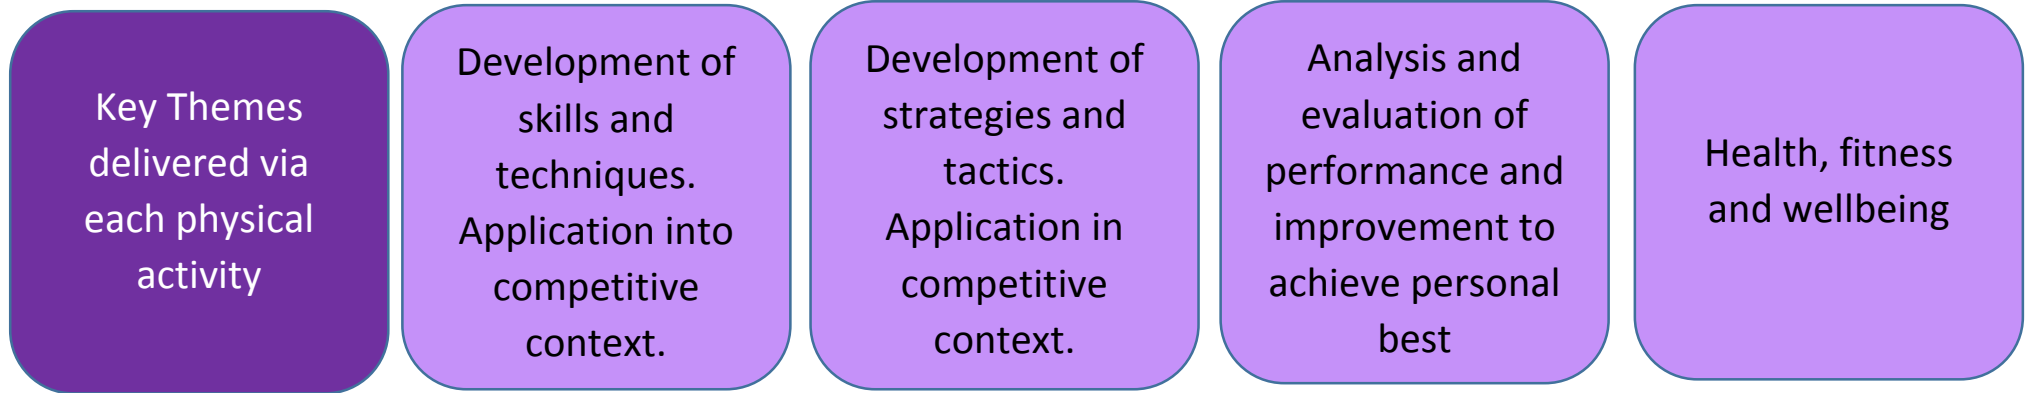 Key Themes
delivered via
each physical
activity
Development of
skills and
techniques.
Application into
competitive
context.
Development of
strategies and
tactics.
Application in
competitive
context.
Analysis and
evaluation of
performance and
improvement to
achieve personal
best
Health, fitness
and wellbeing